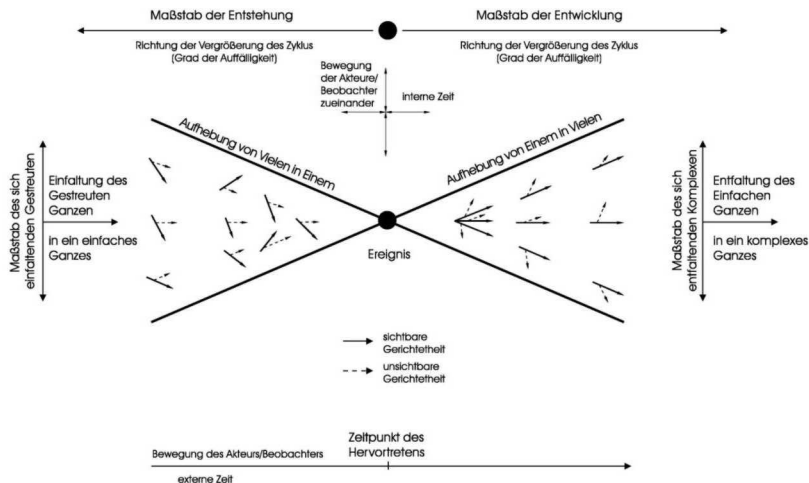 Maßstab der Entstehung
Maßstab der Entwicklung
Richtung der Vergrößerung des Zyklus
(Grad der Auffälligkeit)
Richtung der Vergrößerung des Zyklus
(Grad der Auffälligkeit)
Bewegung
der Akteure/
Beobachter
zueinander
interne Zeit
Aufhebung von Vielen in Einem
Aufhebung von Einem in Vielen
Maßstab des sich
einfaltenden Gestreuten
Einfaltung des
Gestreuten
Ganzen
in ein einfaches
Ganzes
Ereignis
Maßstab des sich
entfaltenden Komplexen
Entfaltung des
Einfachen
Ganzen
in ein komplexes
Ganzes
sichtbare
Gerichtetheit
unsichtbare
Gerichtetheit
Bewegung des Akteurs/Beobachters
Zeitpunkt des
Hervortretens
externe Zeit